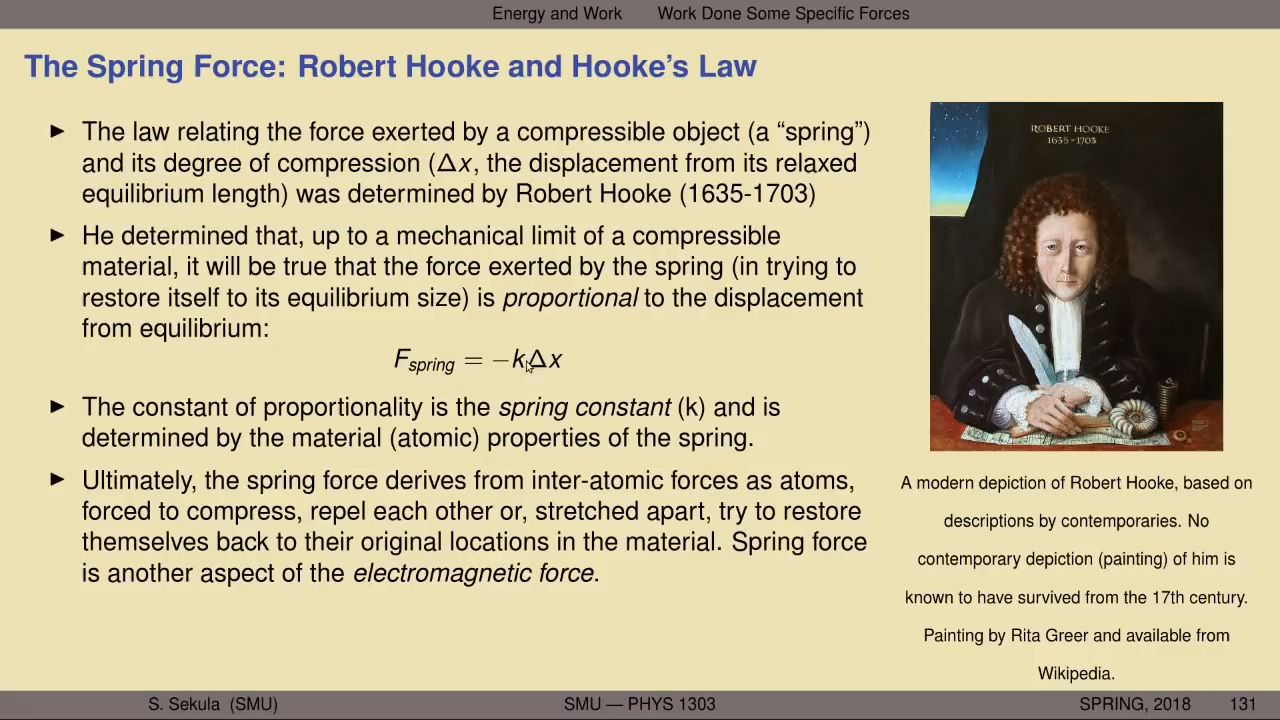 Energy and Work Work Done Some Specific Forces
The Spring Force: Robert Hooke and Hooke's Law
► The law relating the force exerted by a compressible object (a “spring”)
and its degree of compression (Δx, the displacement from its relaxed
equilibrium length) was determined by Robert Hooke (1635-1703)
► He determined that, up to a mechanical limit of a compressible
material, it will be true that the force exerted by the spring (in trying to
restore itself to its equilibrium size) is proportional to the displacement
from equilibrium:
F_spring = −kΔx
► The constant of proportionality is the spring constant (k) and is
determined by the material (atomic) properties of the spring.
► Ultimately, the spring force derives from inter-atomic forces as atoms,
forced to compress, repel each other or, stretched apart, try to restore
themselves back to their original locations in the material. Spring force
is another aspect of the electromagnetic force.
ROBERT HOOKE
1635-1703
A modern depiction of Robert Hooke, based on
descriptions by contemporaries. No
contemporary depiction (painting) of him is
known to have survived from the 17th century.
Painting by Rita Greer and available from
Wikipedia.
S. Sekula (SMU) SMU — PHYS 1303 SPRING, 2018 131